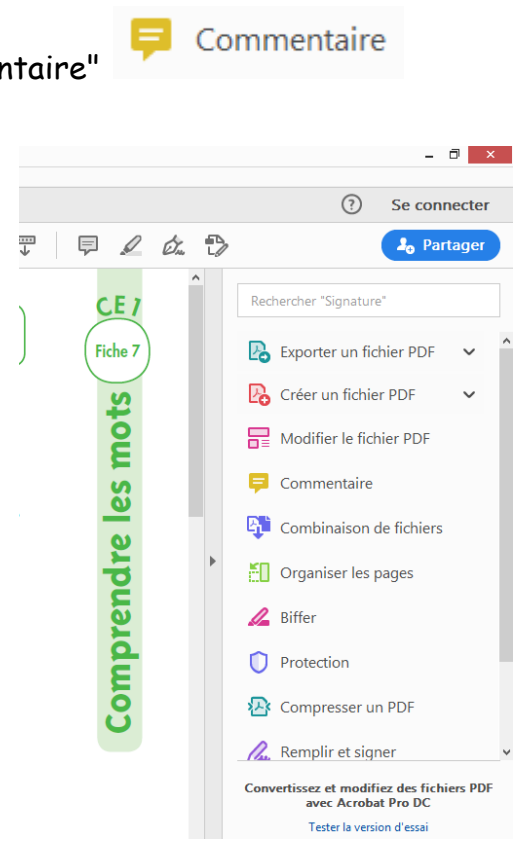 Commentaire
ntaire"
Se connecter
Partager
CE1
Fiche 7
Comprendre les mots
Rechercher "Signature"
Exporter un fichier PDF
Créer un fichier PDF
Modifier le fichier PDF
Commentaire
Combinaison de fichiers
Organiser les pages
Biffer
Protection
Compresser un PDF
Remplir et signer
Convertissez et modifiez des fichiers PDF
avec Acrobat Pro DC
Tester la version d'essai